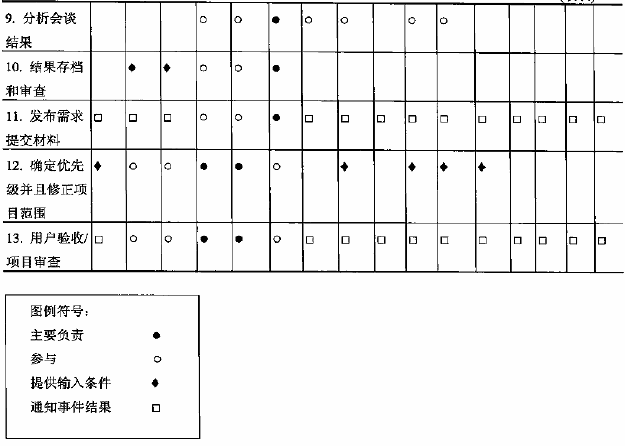 9. 分析会谈
结果
10. 结果存档
和审查
11. 发布需求
提交材料
12. 确定优先
级并且修正项
目范围
13. 用户验收/
项目审查
图例符号：
主要负责 ●
参与 ○
提供输入条件 ♦
通知事件结果 □